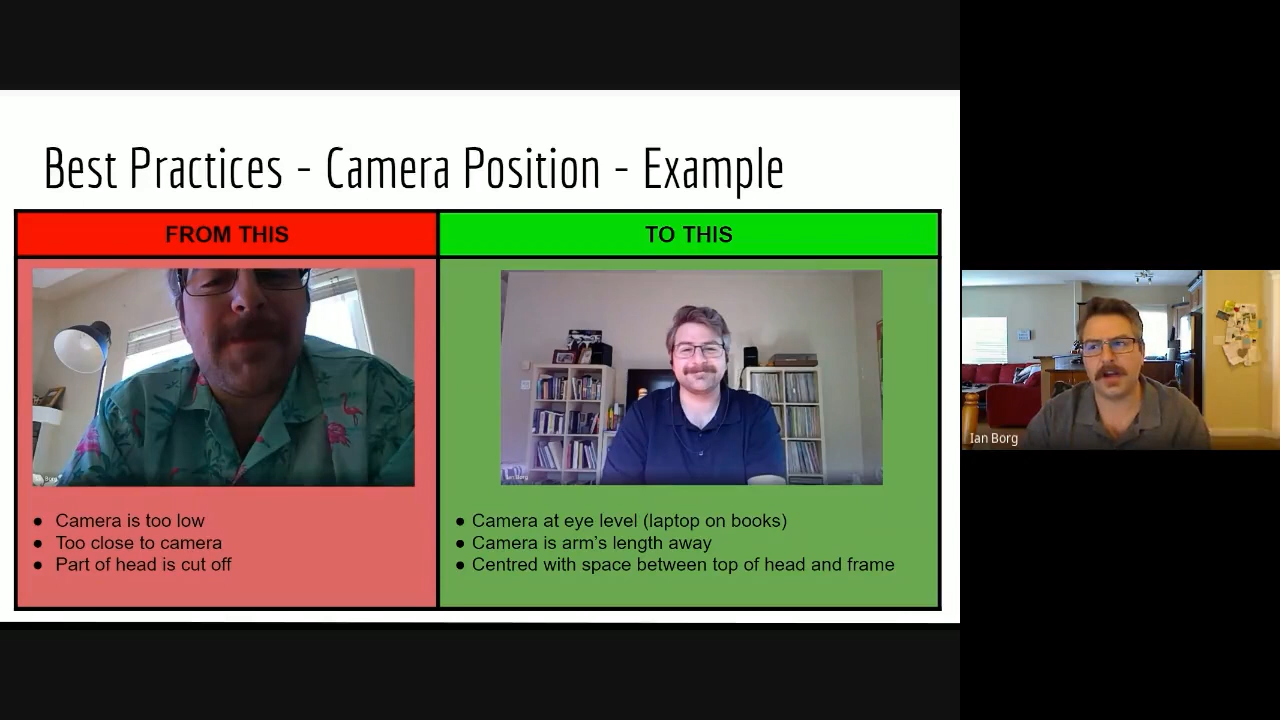 Best Practices - Camera Position - Example
FROM THIS
TO THIS
Ian Borg
● Camera is too low
● Too close to camera
● Part of head is cut off
● Camera at eye level (laptop on books)
● Camera is arm's length away
● Centred with space between top of head and frame
Ian Borg